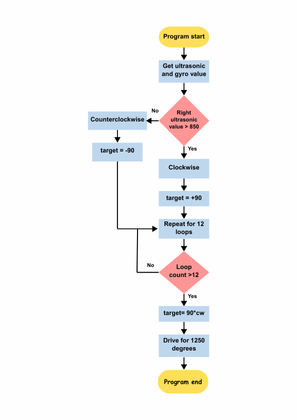 Program start
Get ultrasonic
and gyro value
Right
ultrasonic
value > 850
No
Counterclockwise
target = -90
Yes
Clockwise
target = +90
Repeat for 12
loops
Loop
count >12
No
Yes
target= 90*cw
Drive for 1250
degrees
Program end